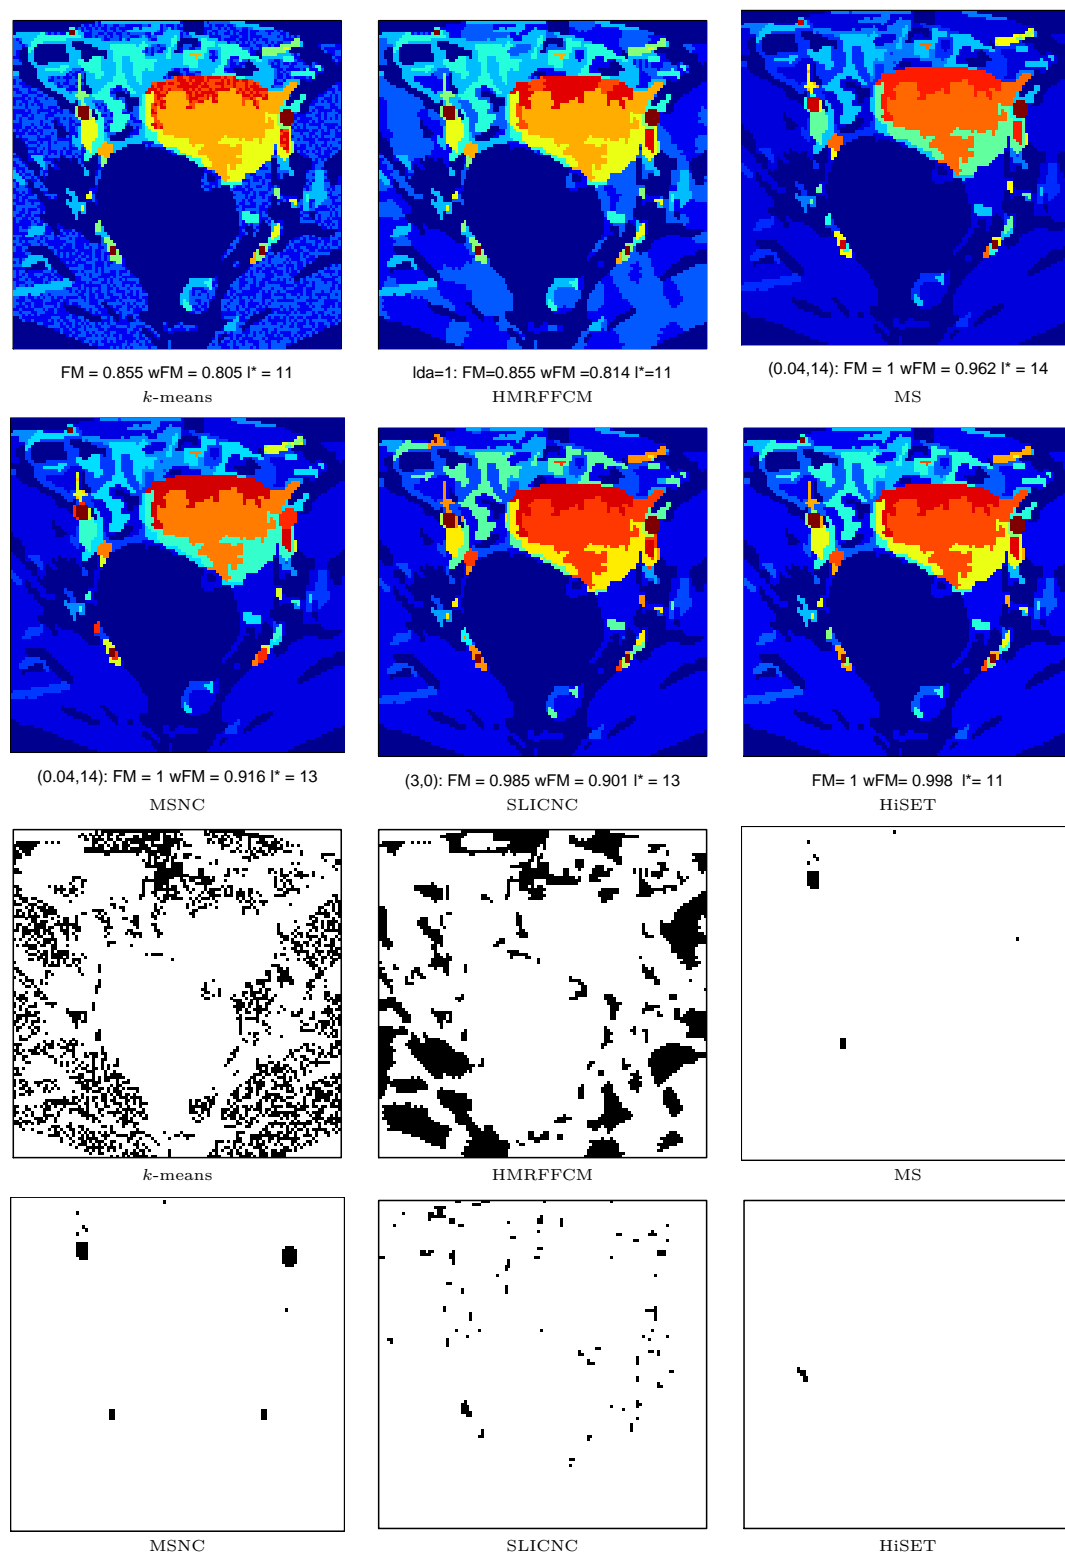 FM = 0.855 wFM = 0.805 l* = 11
k-means
lda=1: FM=0.855 wFM =0.814 l*=11
HMRFFCM
(0.04,14): FM = 1 wFM = 0.962 l* = 14
MS
(0.04,14): FM = 1 wFM = 0.916 l* = 13
MSNC
(3,0): FM = 0.985 wFM = 0.901 l* = 13
SLICNC
FM= 1 wFM= 0.998 l*= 11
HiSET
k-means
HMRFFCM
MS
MSNC
SLICNC
HiSET